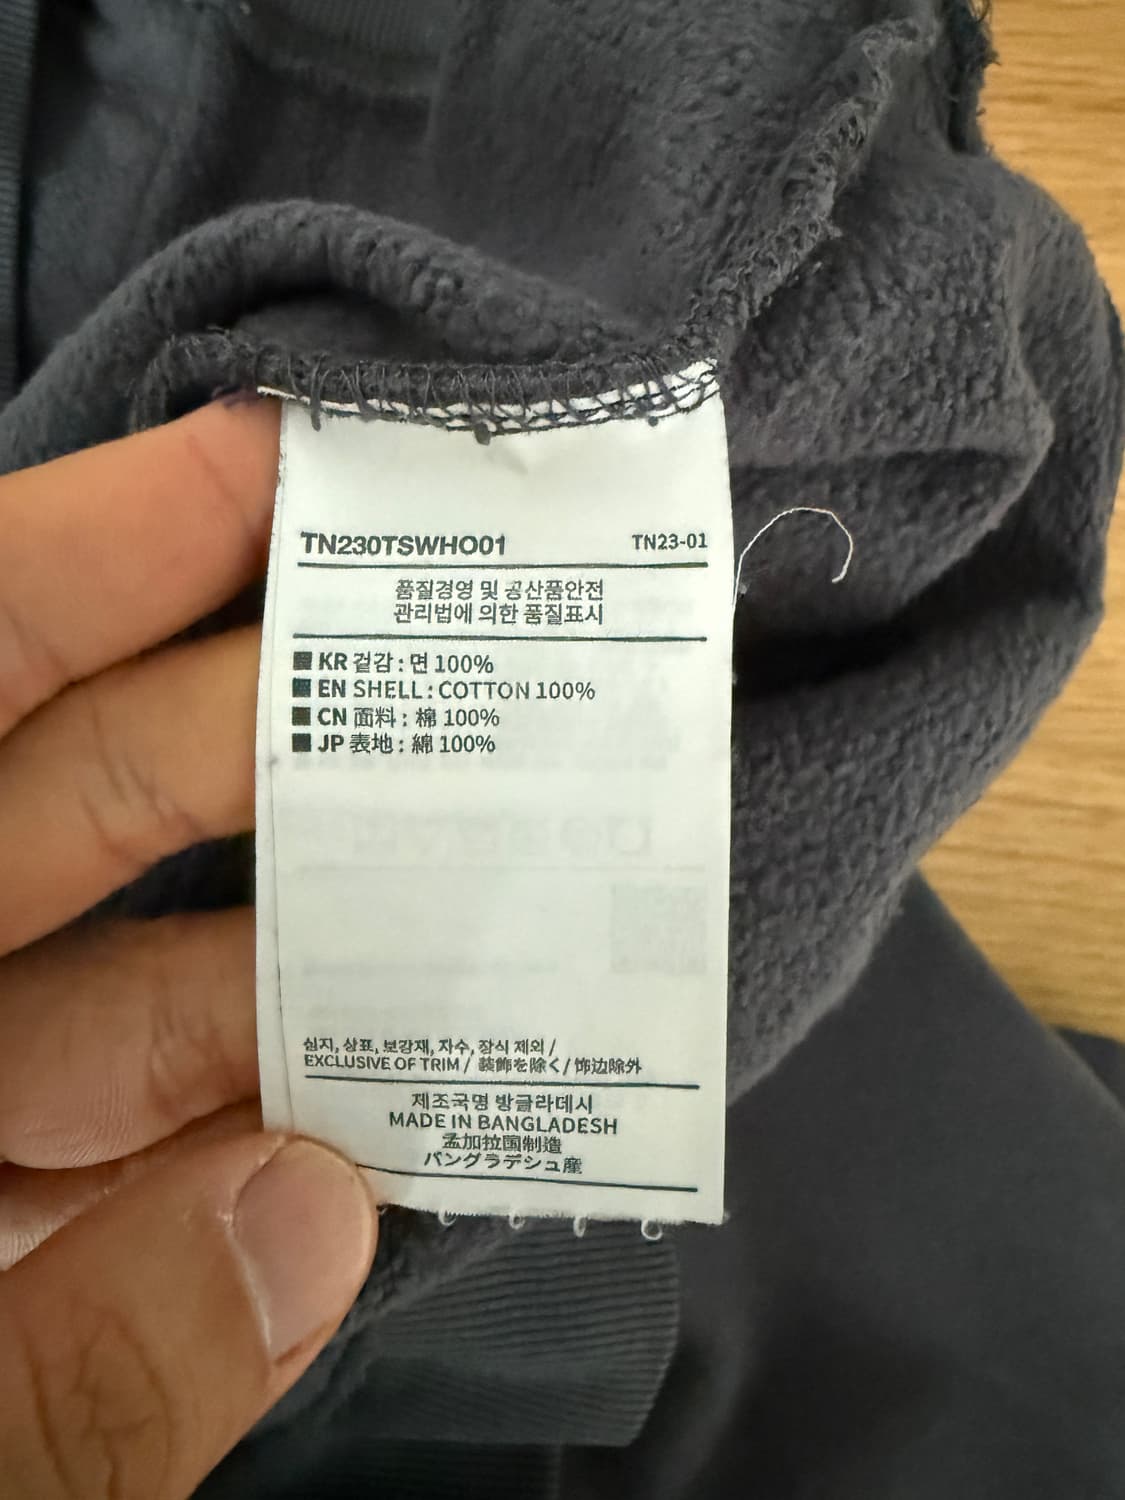 TN230TSWHO01 TN23-01
품질경영 및 공산품안전
관리법에 의한 품질표시
KR 겉감 : 면 100%
EN SHELL : COTTON 100%
CN 面料 : 棉 100%
JP 表地 : 綿 100%
심지, 상표, 보강재, 자수, 장식 제외 /
EXCLUSIVE OF TRIM / 装飾を除く / 饰边除外
제조국명 방글라데시
MADE IN BANGLADESH
孟加拉国制造
バングラデシュ産